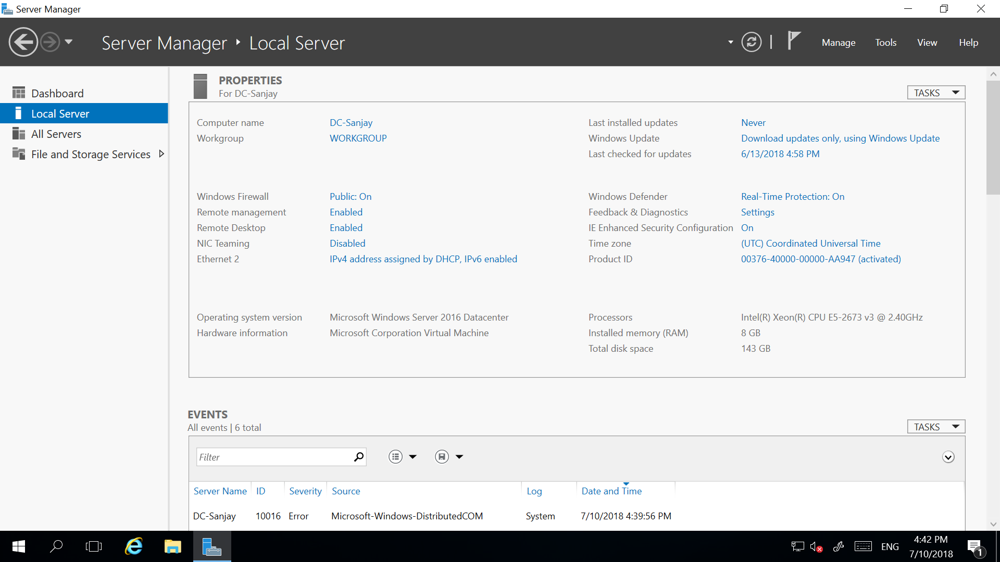 Server Manager
Server Manager Local Server
Manage Tools View Help
Dashboard
Local Server
All Servers
File and Storage Services
PROPERTIES
For DC-Sanjay
TASKS
Computer name DC-Sanjay Last installed updates Never
Workgroup WORKGROUP Windows Update Download updates only, using Windows Update
Last checked for updates 6/13/2018 4:58 PM
Windows Firewall Public: On Windows Defender Real-Time Protection: On
Remote management Enabled Feedback & Diagnostics Settings
Remote Desktop Enabled IE Enhanced Security Configuration On
NIC Teaming Disabled Time zone (UTC) Coordinated Universal Time
Ethernet 2 IPv4 address assigned by DHCP, IPv6 enabled Product ID 00376-40000-00000-AA947 (activated)
Operating system version Microsoft Windows Server 2016 Datacenter Processors Intel(R) Xeon(R) CPU E5-2673 v3 @ 2.40GHz
Hardware information Microsoft Corporation Virtual Machine Installed memory (RAM) 8 GB
Total disk space 143 GB
EVENTS
All events | 6 total
TASKS
Filter
Server Name ID Severity Source Log Date and Time
DC-Sanjay 10016 Error Microsoft-Windows-DistributedCOM System 7/10/2018 4:39:56 PM
ENG
4:42 PM
7/10/2018
1